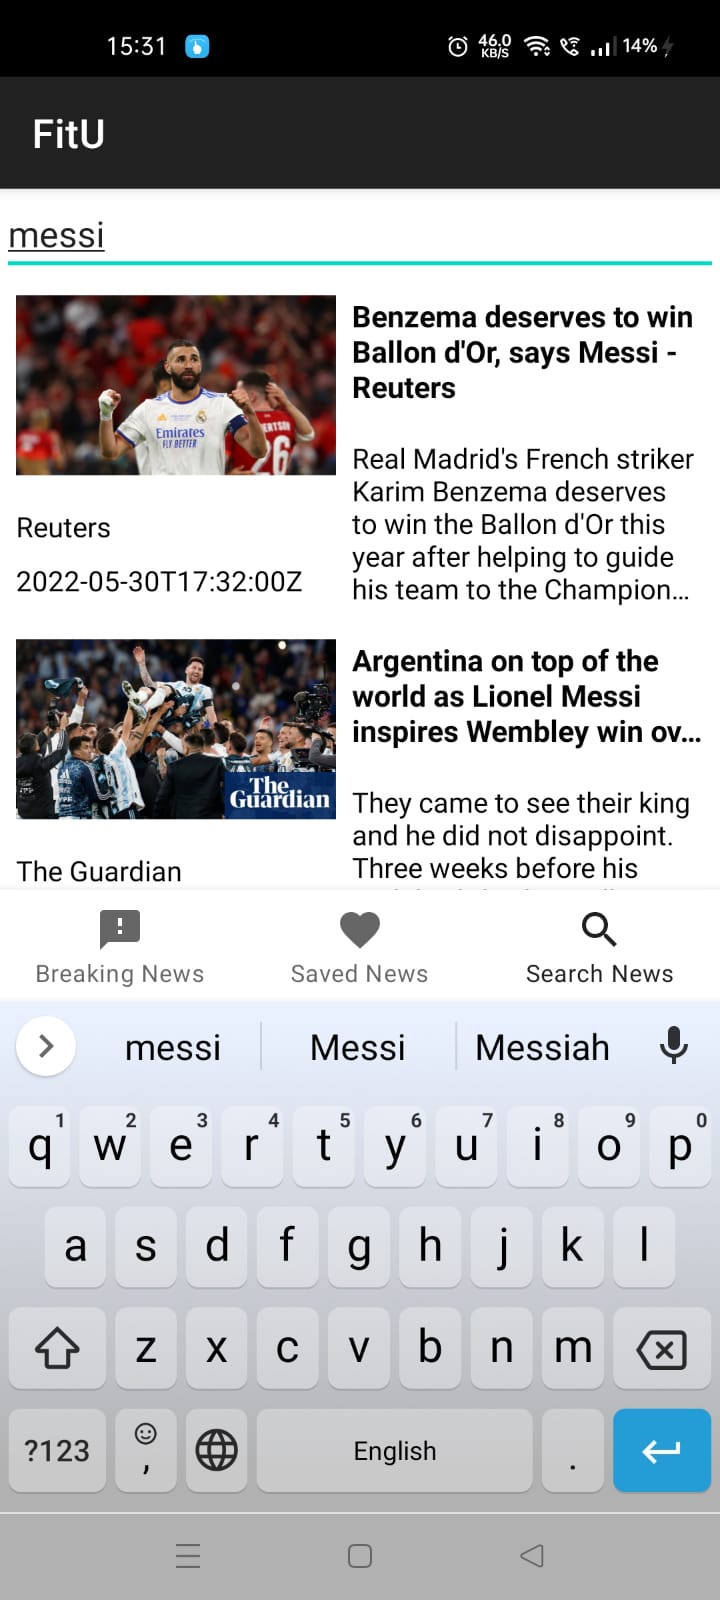 15:31
46.0
KB/S
14%
FitU
messi
Emirates
FLY BETTER
26
Benzema deserves to win
Ballon d'Or, says Messi -
Reuters
Real Madrid's French striker
Karim Benzema deserves
to win the Ballon d'Or this
year after helping to guide
his team to the Champion...
Reuters
2022-05-30T17:32:00Z
The
Guardian
Argentina on top of the
world as Lionel Messi
inspires Wembley win ov...
They came to see their king
and he did not disappoint.
Three weeks before his
The Guardian
Breaking News
Saved News
Search News
messi
Messi
Messiah
q1 w2 e3 r4 t5 y6 u7 i8 o9 p0
a s d f g h j k l
z x c v b n m
?123 , English .